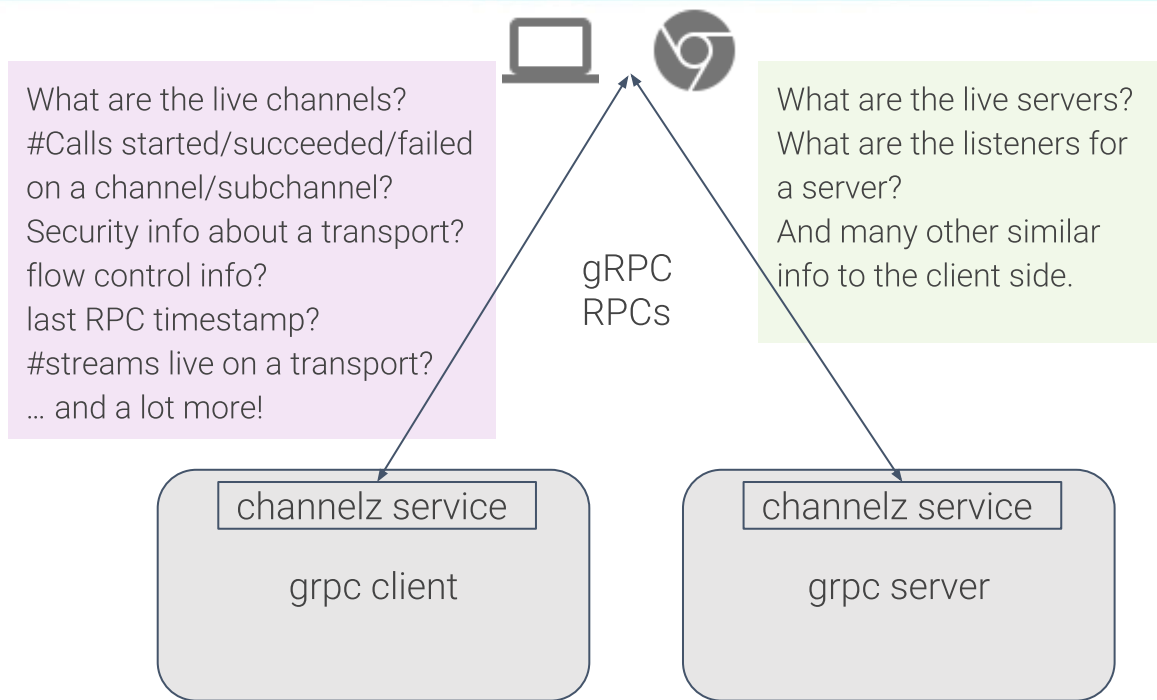 What are the live channels?
#Calls started/succeeded/failed
on a channel/subchannel?
Security info about a transport?
flow control info?
last RPC timestamp?
#streams live on a transport?
… and a lot more!
What are the live servers?
What are the listeners for
a server?
And many other similar
info to the client side.
gRPC
RPCs
channelz service
grpc client
channelz service
grpc server